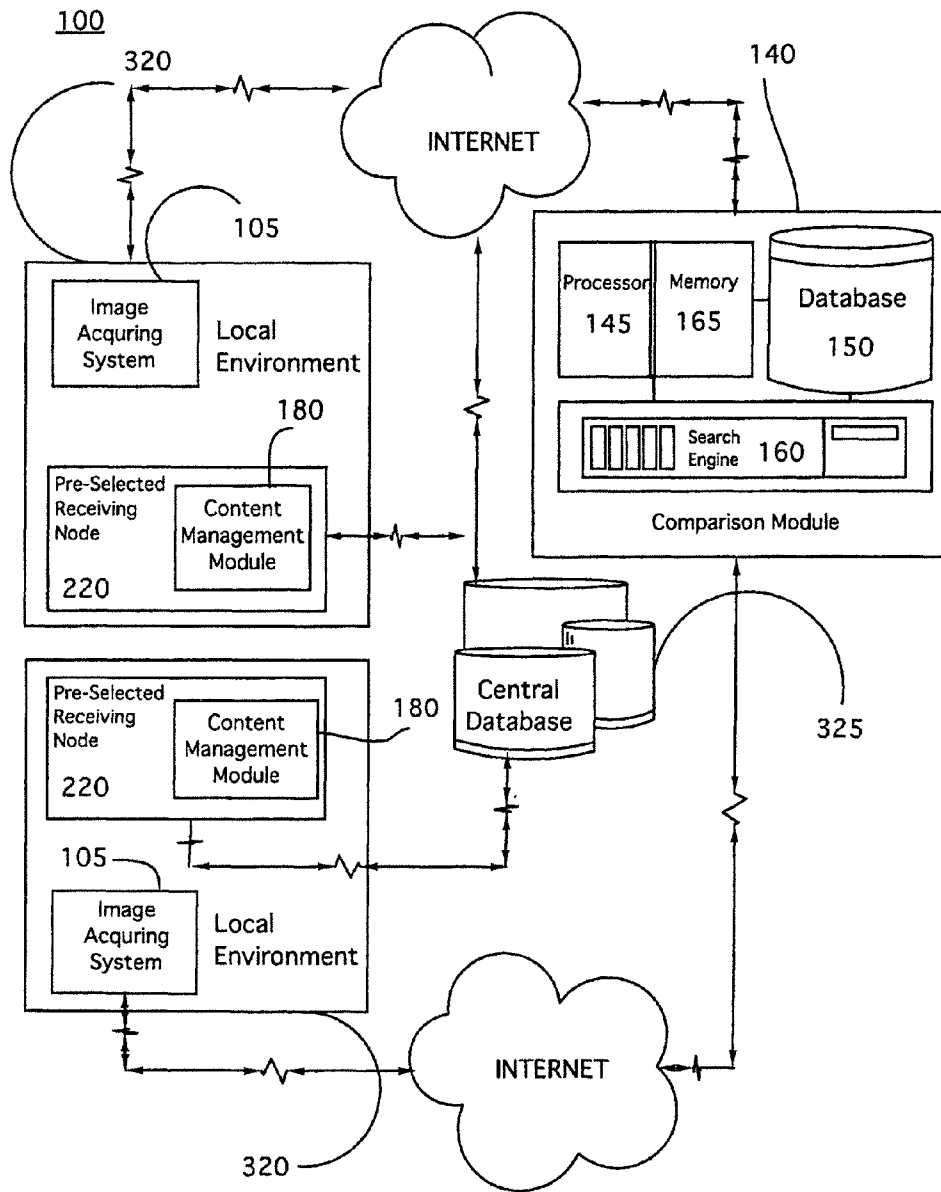 100
320
140
INTERNET
105
Image
Acquring
System
Local
Environment
180
Pre-Selected
Receiving
Node
220
Content
Management
Module
Processor
145
Memory
165
Database
150
Search
Engine
160
Comparison Module
Pre-Selected
Receiving
Node
220
Content
Management
Module
180
Central
Database
325
105
Image
Acquring
System
Local
Environment
INTERNET
320